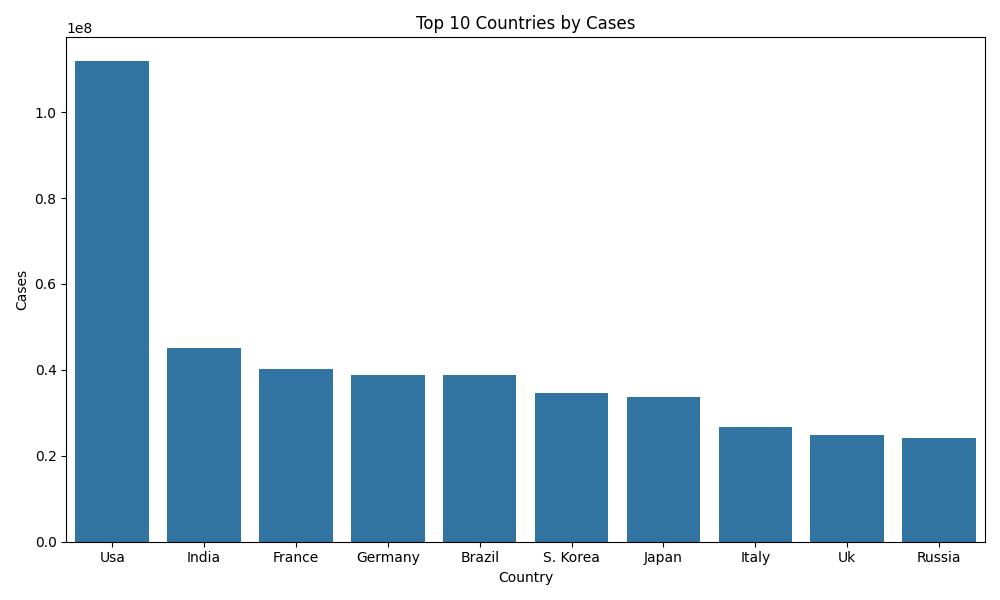 Top 10 Countries by Cases
1e8
1.0
0.8
0.6
0.4
0.2
0.0
Cases
Usa India France Germany Brazil S. Korea Japan Italy Uk Russia
Country